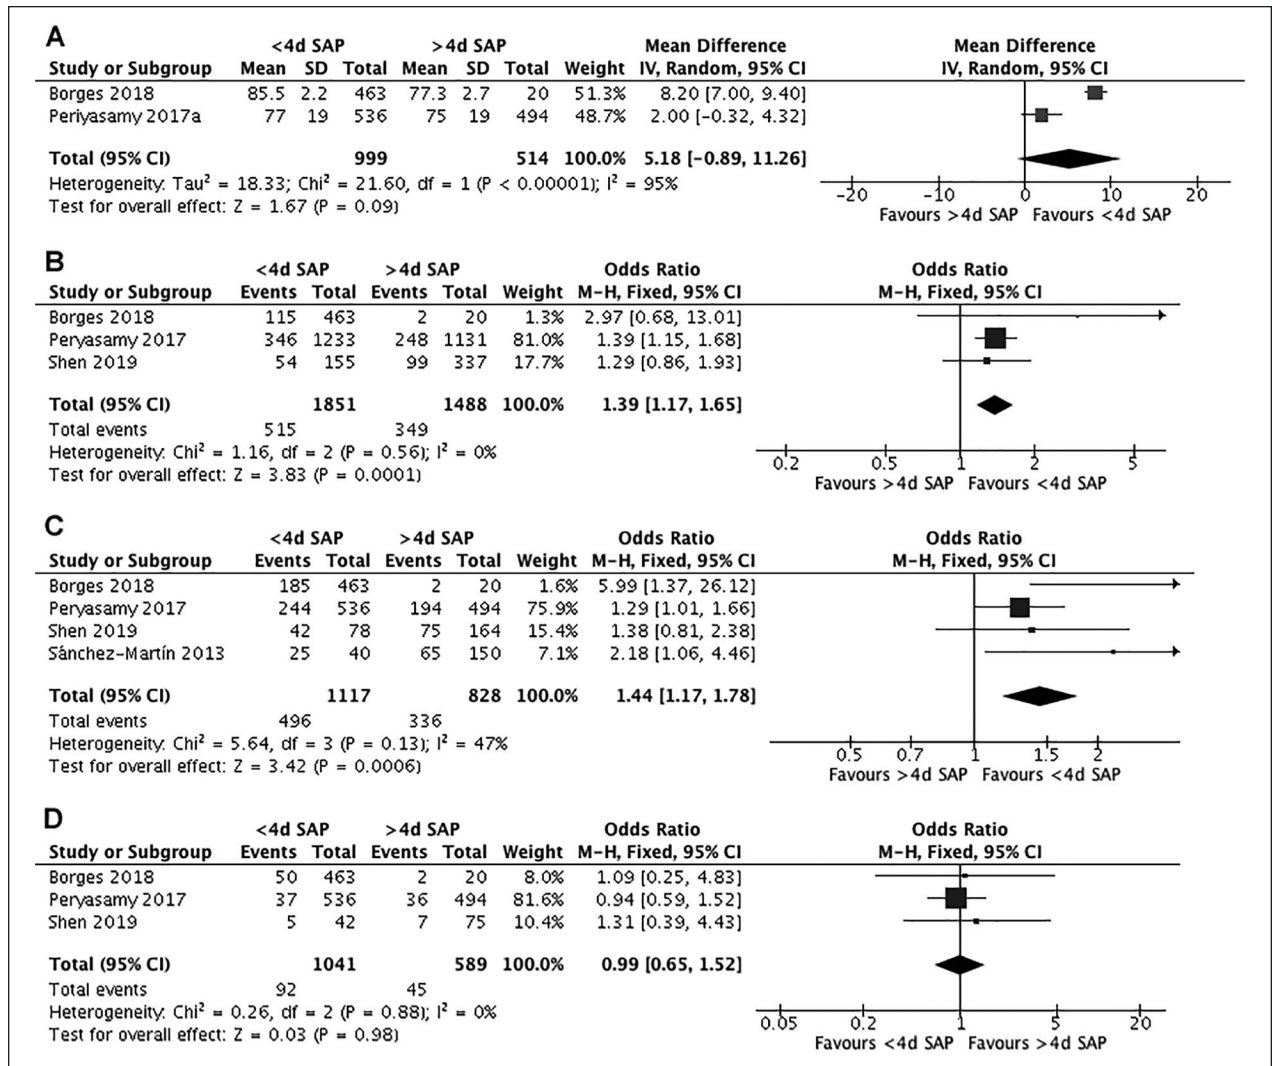 A
<4d SAP >4d SAP Mean Difference Mean Difference
Study or Subgroup Mean SD Total Mean SD Total Weight IV, Random, 95% CI IV, Random, 95% CI
Borges 2018 85.5 2.2 463 77.3 2.7 20 51.3% 8.20 [7.00, 9.40]
Periyasamy 2017a 77 19 536 75 19 494 48.7% 2.00 [−0.32, 4.32]
Total (95% CI) 999 514 100.0% 5.18 [−0.89, 11.26]
Heterogeneity: Tau² = 18.33; Chi² = 21.60, df = 1 (P < 0.00001); I² = 95%
Test for overall effect: Z = 1.67 (P = 0.09)
−20 −10 0 10 20
Favours >4d SAP Favours <4d SAP
B
<4d SAP >4d SAP Odds Ratio Odds Ratio
Study or Subgroup Events Total Events Total Weight M−H, Fixed, 95% CI M−H, Fixed, 95% CI
Borges 2018 115 463 2 20 1.3% 2.97 [0.68, 13.01]
Peryasamy 2017 346 1233 248 1131 81.0% 1.39 [1.15, 1.68]
Shen 2019 54 155 99 337 17.7% 1.29 [0.86, 1.93]
Total (95% CI) 1851 1488 100.0% 1.39 [1.17, 1.65]
Total events 515 349
Heterogeneity: Chi² = 1.16, df = 2 (P = 0.56); I² = 0%
Test for overall effect: Z = 3.83 (P = 0.0001)
0.2 0.5 1 2 5
Favours >4d SAP Favours <4d SAP
C
<4d SAP >4d SAP Odds Ratio Odds Ratio
Study or Subgroup Events Total Events Total Weight M−H, Fixed, 95% CI M−H, Fixed, 95% CI
Borges 2018 185 463 2 20 1.6% 5.99 [1.37, 26.12]
Peryasamy 2017 244 536 194 494 75.9% 1.29 [1.01, 1.66]
Shen 2019 42 78 75 164 15.4% 1.38 [0.81, 2.38]
Sánchez−Martín 2013 25 40 65 150 7.1% 2.18 [1.06, 4.46]
Total (95% CI) 1117 828 100.0% 1.44 [1.17, 1.78]
Total events 496 336
Heterogeneity: Chi² = 5.64, df = 3 (P = 0.13); I² = 47%
Test for overall effect: Z = 3.42 (P = 0.0006)
0.5 0.7 1 1.5 2
Favours >4d SAP Favours <4d SAP
D
<4d SAP >4d SAP Odds Ratio Odds Ratio
Study or Subgroup Events Total Events Total Weight M−H, Fixed, 95% CI M−H, Fixed, 95% CI
Borges 2018 50 463 2 20 8.0% 1.09 [0.25, 4.83]
Peryasamy 2017 37 536 36 494 81.6% 0.94 [0.59, 1.52]
Shen 2019 5 42 7 75 10.4% 1.31 [0.39, 4.43]
Total (95% CI) 1041 589 100.0% 0.99 [0.65, 1.52]
Total events 92 45
Heterogeneity: Chi² = 0.26, df = 2 (P = 0.88); I² = 0%
Test for overall effect: Z = 0.03 (P = 0.98)
0.05 0.2 1 5 20
Favours <4d SAP Favours >4d SAP